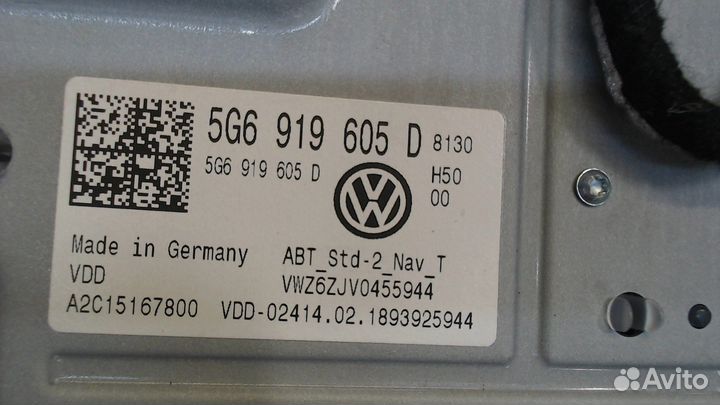 5G6 919 605 D 8130
5G6 919 605 D
H50
00
Made in Germany
ABT_Std-2_Nav_T
VDD
VWZ6ZJV0455944
A2C15167800 VDD-02414.02.1893925944
Avito